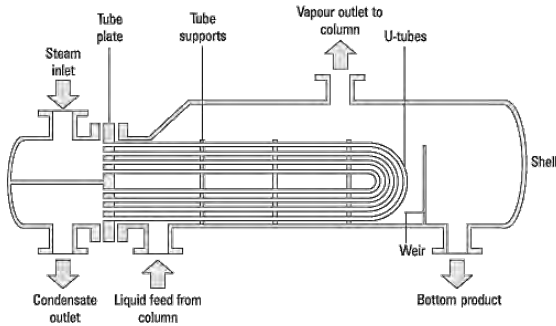 Vapour outlet to
column
Tube
plate
Tube
supports
U-tubes
Steam
inlet
Shell
Weir
Condensate
outlet
Liquid feed from
column
Bottom product